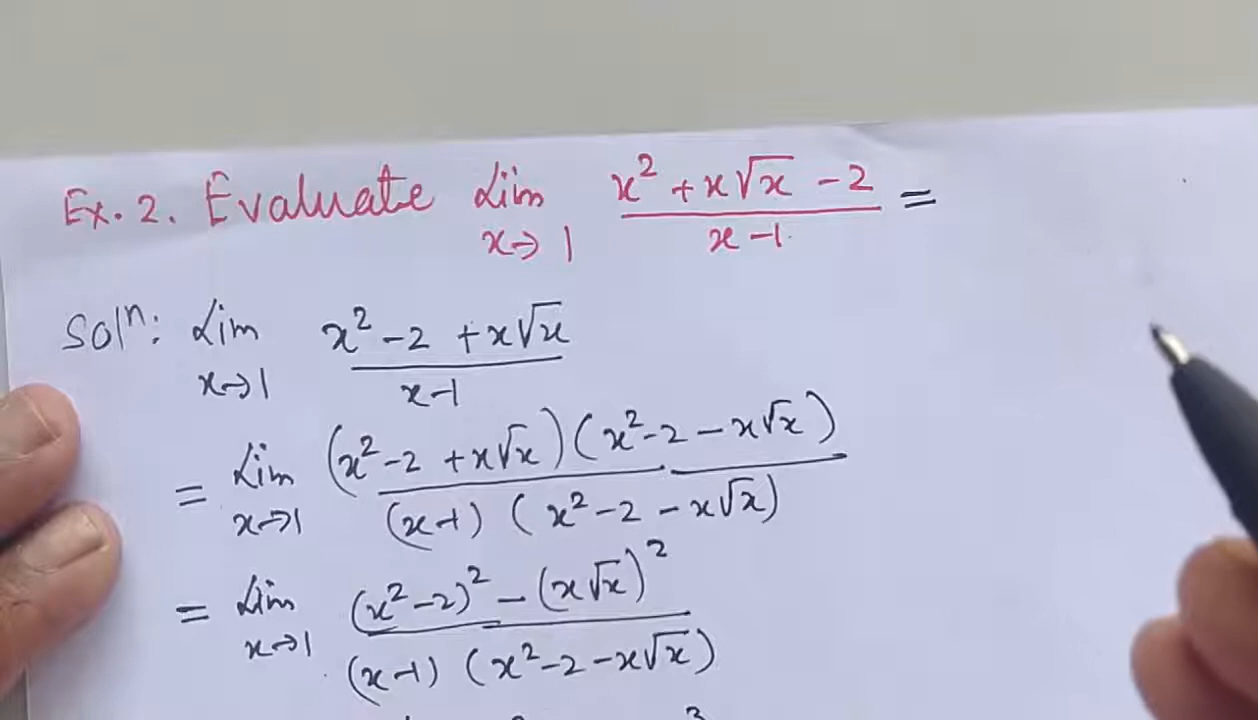 Ex. 2. Evaluate Lim x→1 (x² + x√x − 2)/(x − 1) =
Solⁿ: Lim x→1 (x² − 2 + x√x)/(x − 1)
= Lim x→1 ((x² − 2 + x√x)(x² − 2 − x√x))/((x − 1)(x² − 2 − x√x))
= Lim x→1 ((x² − 2)² − (x√x)²)/((x − 1)(x² − 2 − x√x))